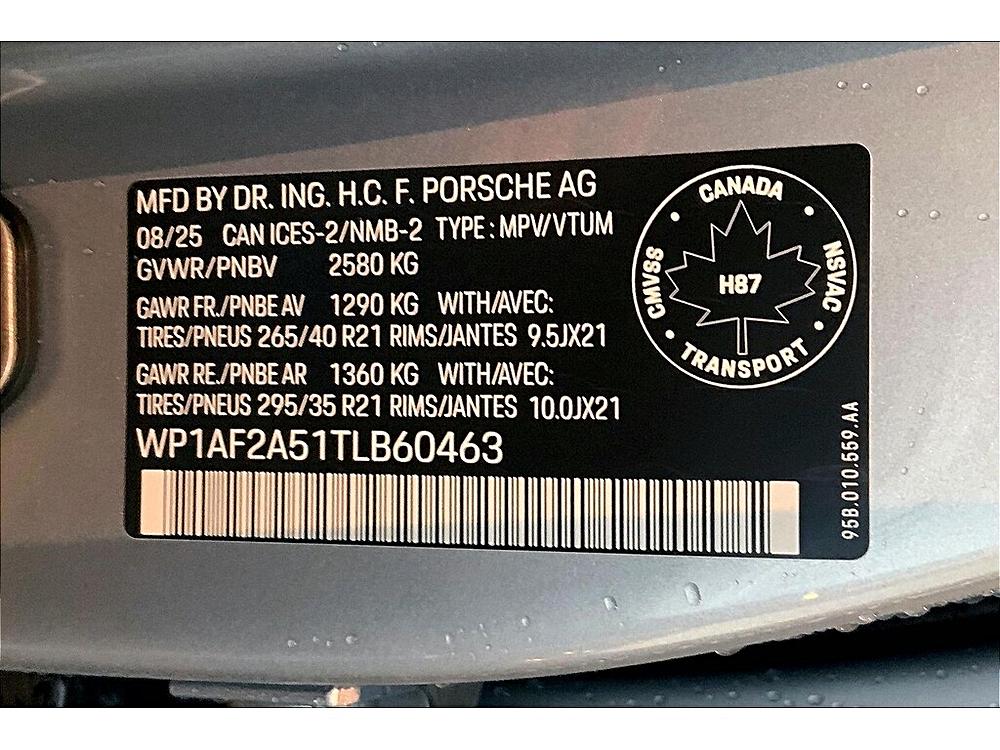 MFD BY DR. ING. H.C. F. PORSCHE AG
08/25 CAN ICES-2/NMB-2 TYPE : MPV/VTUM
GVWR/PNBV 2580 KG
GAWR FR./PNBE AV 1290 KG WITH/AVEC:
TIRES/PNEUS 265/40 R21 RIMS/JANTES 9.5JX21
GAWR RE./PNBE AR 1360 KG WITH/AVEC:
TIRES/PNEUS 295/35 R21 RIMS/JANTES 10.0JX21
WP1AF2A51TLB60463
CANADA
CMVSS
H87
NSVAC
TRANSPORT
95B.010.559.AA